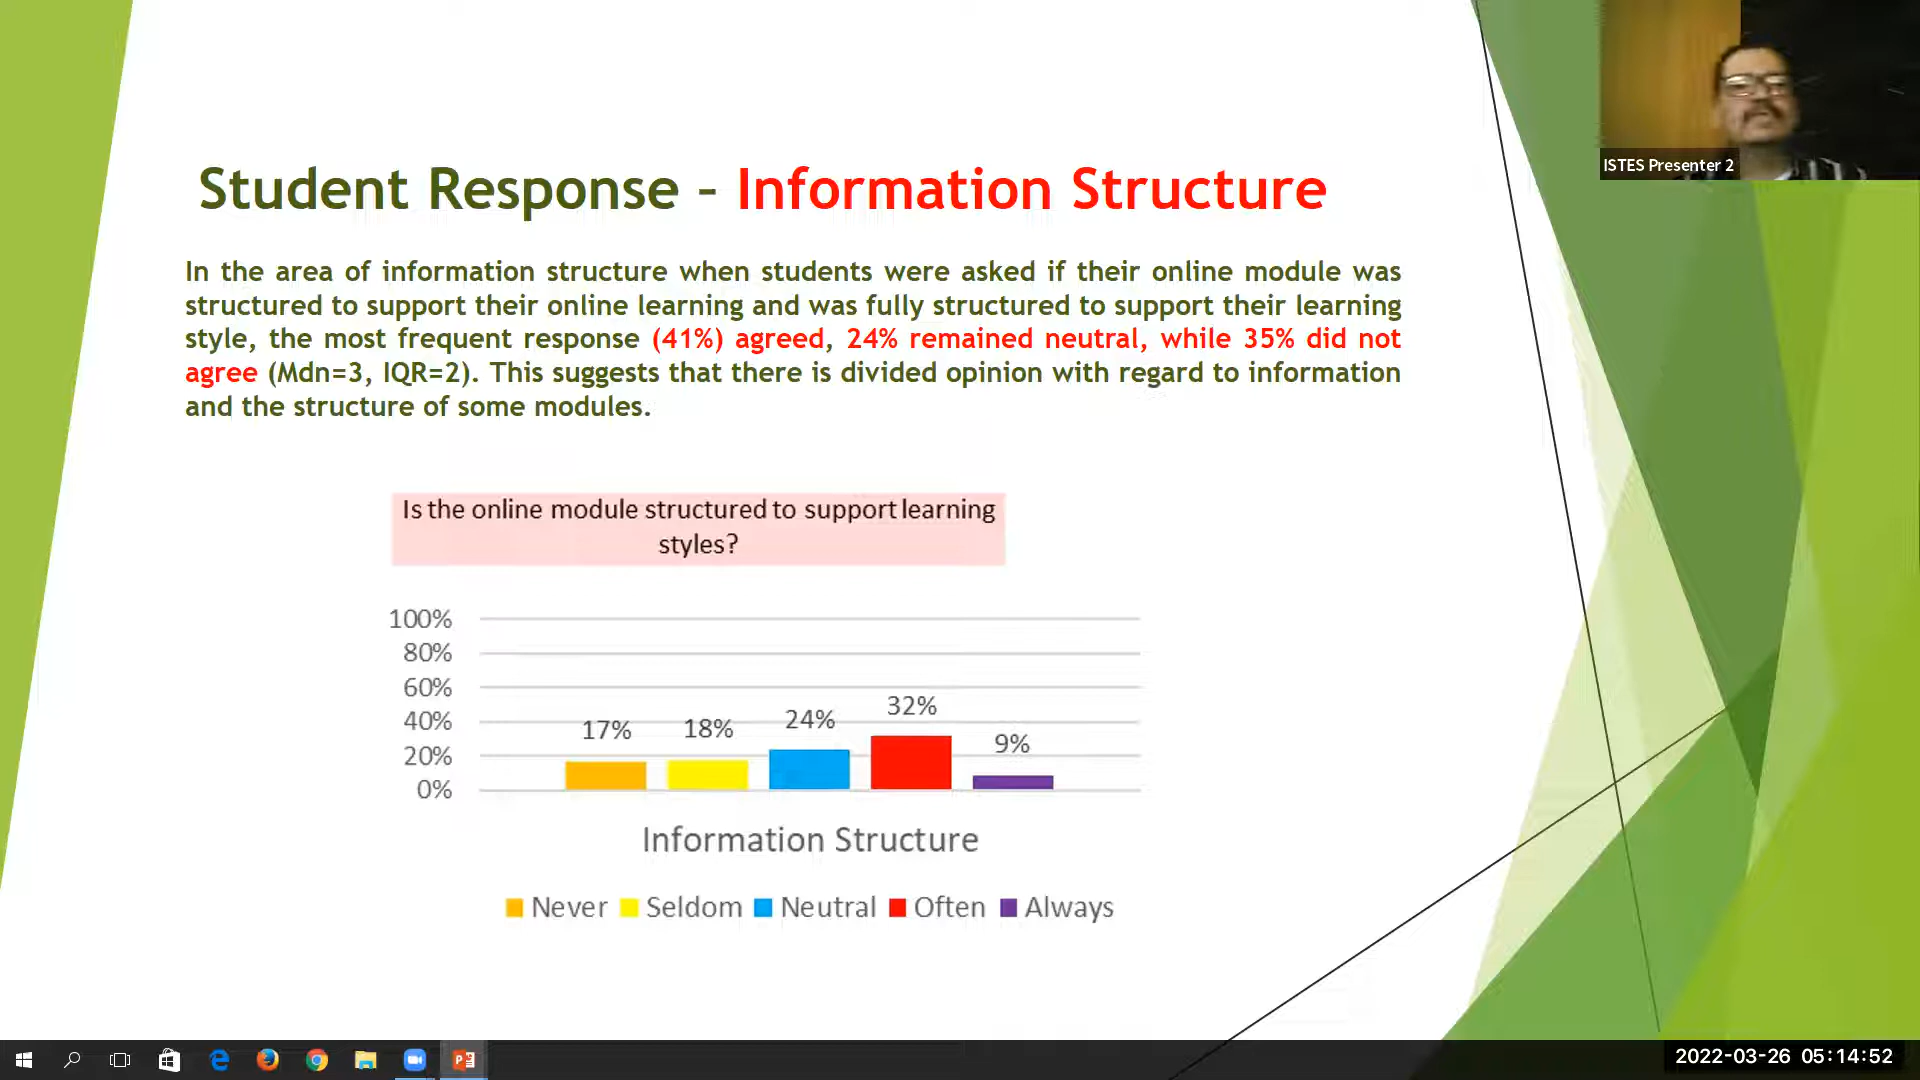 ISTES Presenter 2
Student Response – Information Structure
In the area of information structure when students were asked if their online module was
structured to support their online learning and was fully structured to support their learning
style, the most frequent response (41%) agreed, 24% remained neutral, while 35% did not
agree (Mdn=3, IQR=2). This suggests that there is divided opinion with regard to information
and the structure of some modules.
Is the online module structured to support learning
styles?
100%
80%
60%
40%
20%
0%
17%
18%
24%
32%
9%
Information Structure
Never Seldom Neutral Often Always
2022-03-26 05:14:52